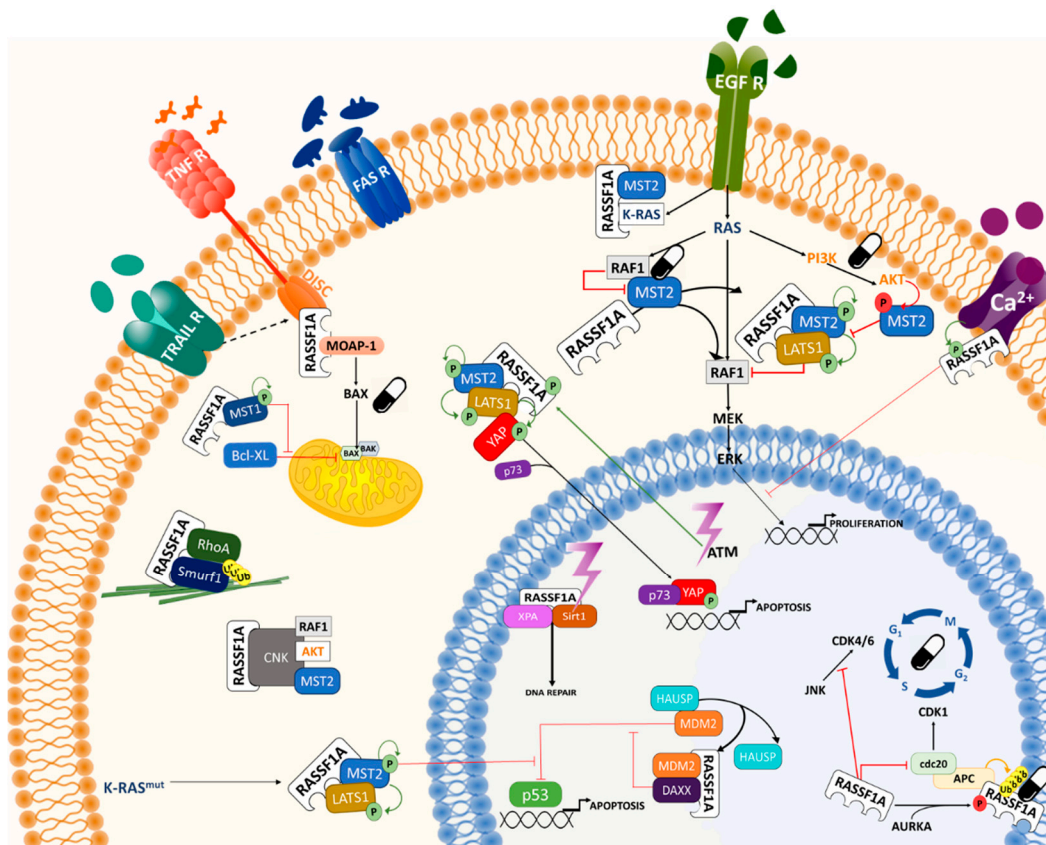 EGF R
TNF R
FAS R
MST2
RASSF1A
K-RAS
RAS
DISC
RAF1
MST2
PI3K
AKT
P
MST2
Ca²⁺
TRAIL R
RASSF1A
MOAP-1
RASSF1A
RASSF1A
MST2
P
LATS1
P
P
RASSF1A
RAF1
BAX
P
MST1
RASSF1A
P
MST2
RASSF1A
P
LATS1
P
YAP
P
MEK
Bcl-XL
BAX
BAK
p73
ERK
PROLIFERATION
RASSF1A
RhoA
Smurf1
Ub
ATM
RASSF1A
XPA
Sirt1
p73
YAP
P
APOPTOSIS
RASSF1A
CNK
RAF1
AKT
MST2
DNA REPAIR
CDK4/6
JNK
G₁
M
S
G₂
CDK1
HAUSP
MDM2
HAUSP
MDM2
DAXX
RASSF1A
K-RASᵐᵘᵗ
RASSF1A
MST2
P
LATS1
P
p53
APOPTOSIS
cdc20
APC
Ub
RASSF1A
P
RASSF1A
AURKA